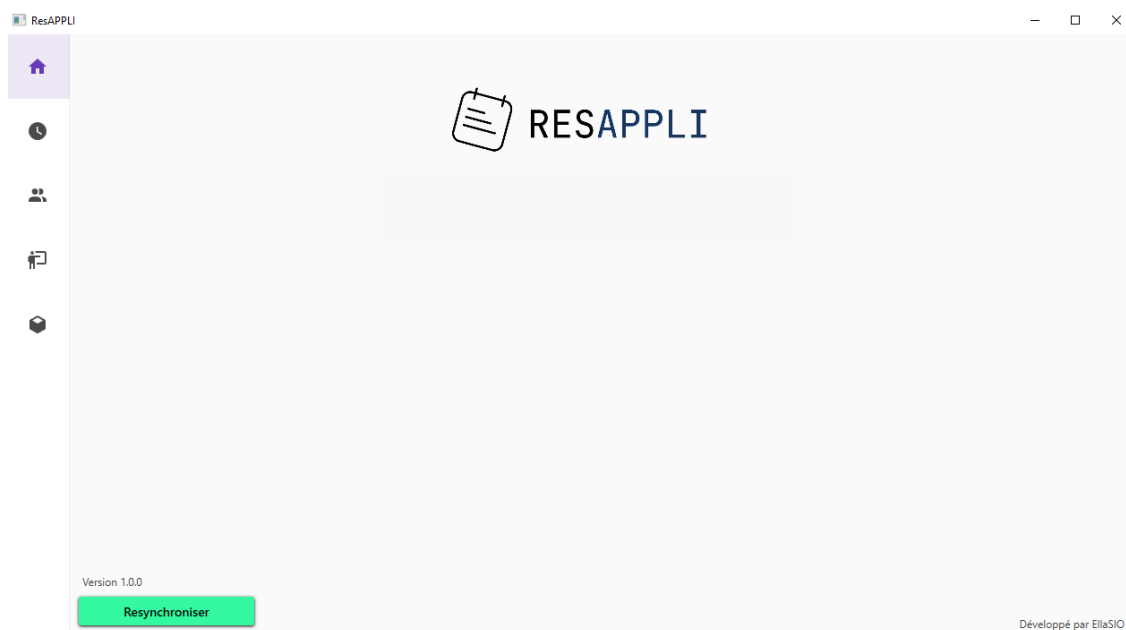 ResAPPLI
RESAPPLI
Version 1.0.0
Resynchroniser
Développé par EllaSIO